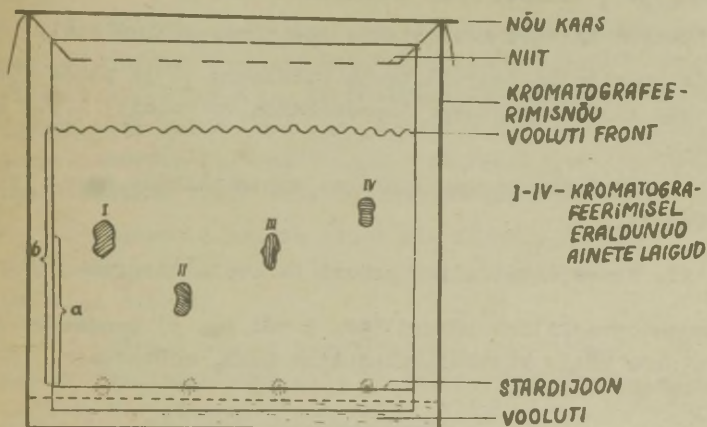 NÕU KAAS
NIIT
KROMATOGRAFEE-
RIMISNÕU
VOOLUTI FRONT
I-IV - KROMATOGRA-
FEERIMISEL
ERALDUNUD
AINETE LAIGUD
I
II
III
IV
б
a
STARDIJOON
VOOLUTI